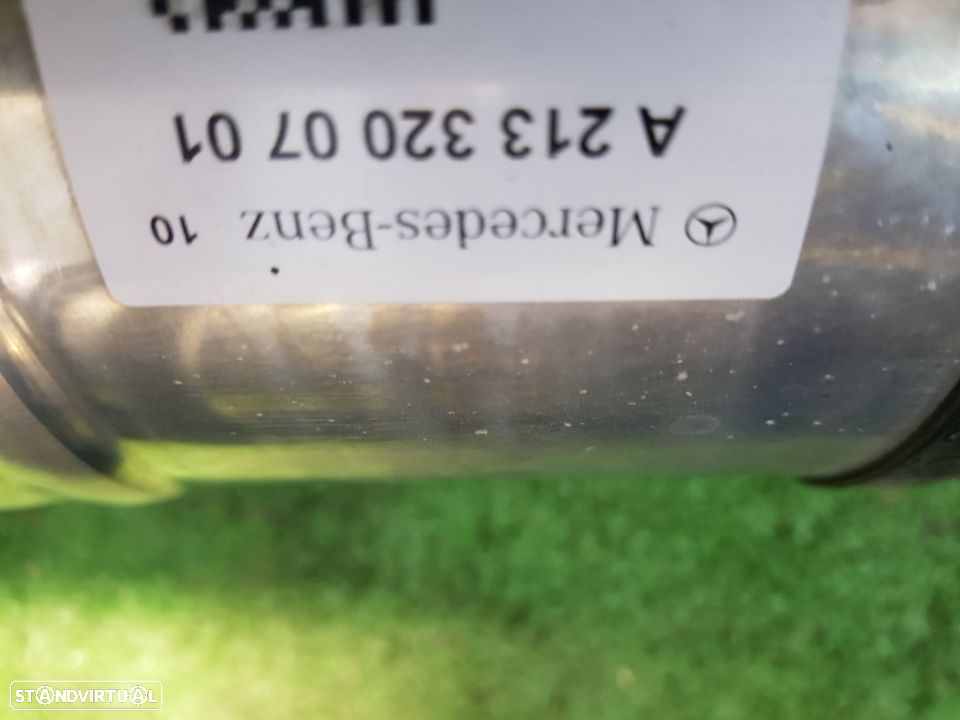 Mercedes-Benz 10
A 213 320 07 01
STANDVIRTUAL